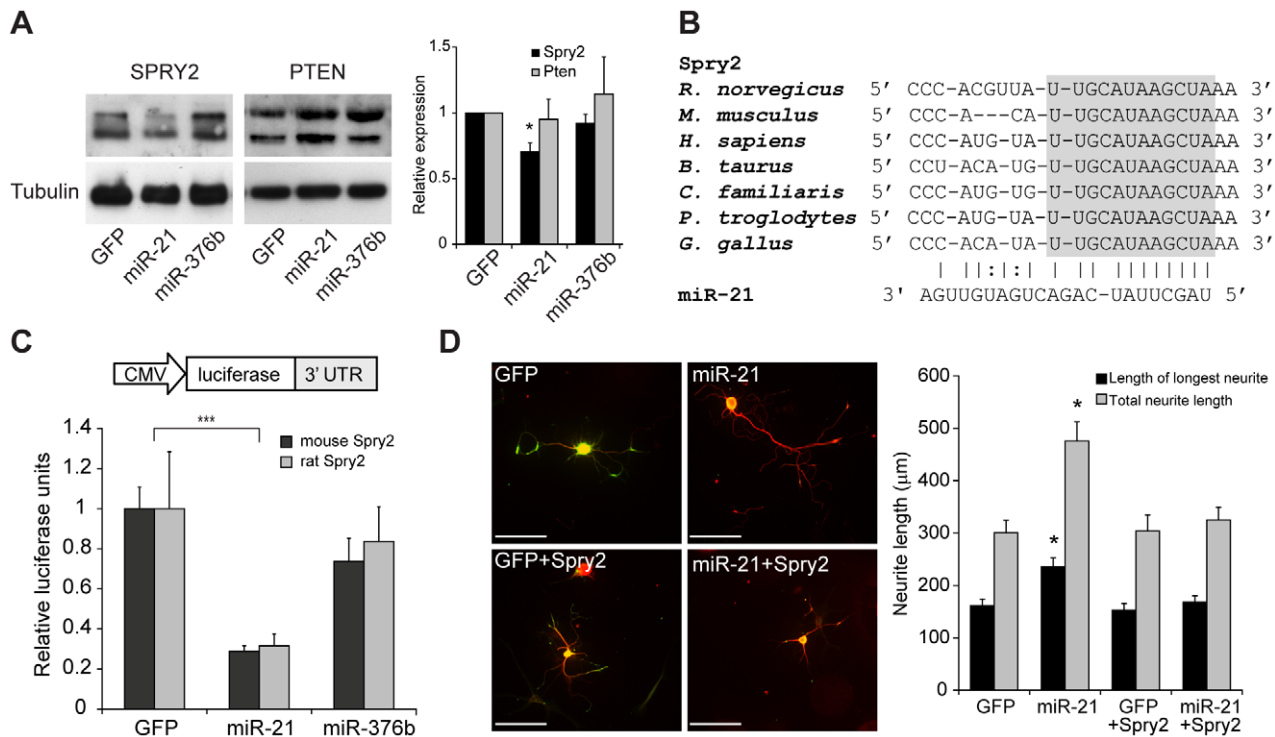 A
SPRY2 PTEN
Tubulin
GFP
miR-21
miR-376b
GFP
miR-21
miR-376b
Relative expression
1.5
1
0.5
0
Spry2
Pten
*
GFP
miR-21
miR-376b
B
Spry2
R. norvegicus 5′ CCC-ACGUUA-U-UGCAUAAGCUAAA 3′
M. musculus 5′ CCC-A---CA-U-UGCAUAAGCUAAA 3′
H. sapiens 5′ CCC-AUG-UA-U-UGCAUAAGCUAAA 3′
B. taurus 5′ CCU-ACA-UG-U-UGCAUAAGCUAAA 3′
C. familiaris 5′ CCC-AUG-UG-U-UGCAUAAGCUAAA 3′
P. troglodytes 5′ CCC-AUG-UA-U-UGCAUAAGCUAAA 3′
G. gallus 5′ CCC-ACA-UA-U-UGCAUAAGCUAAA 3′
| ||:|:| | || ||||||||
miR-21 3' AGUUGUAGUCAGAC-UAUUCGAU 5′
C
CMV luciferase 3′ UTR
Relative luciferase units
1.4
1.2
1
0.8
0.6
0.4
0.2
0
***
mouse Spry2
rat Spry2
GFP miR-21 miR-376b
D
GFP miR-21
GFP+Spry2 miR-21+Spry2
Neurite length (μm)
600
500
400
300
200
100
0
Length of longest neurite
Total neurite length
*
*
GFP miR-21 GFP miR-21
+Spry2 +Spry2